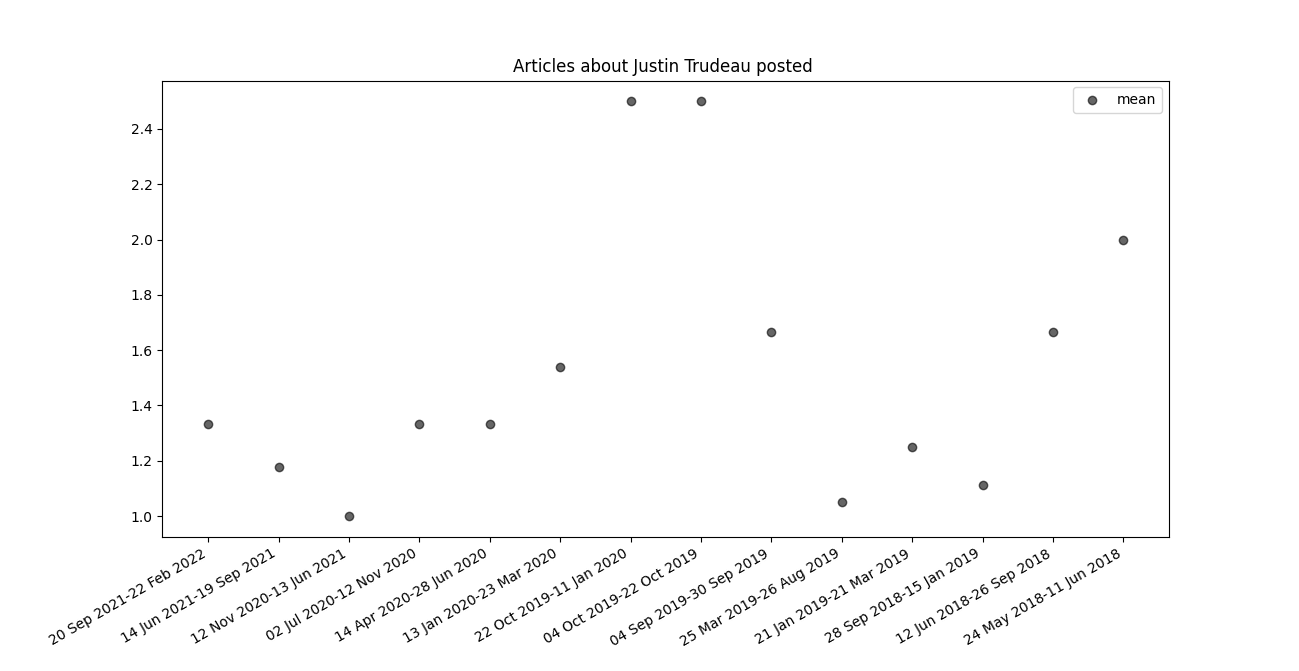 Articles about Justin Trudeau posted
mean
2.4
2.2
2.0
1.8
1.6
1.4
1.2
1.0
20 Sep 2021-22 Feb 2022
14 Jun 2021-19 Sep 2021
12 Nov 2020-13 Jun 2021
02 Jul 2020-12 Nov 2020
14 Apr 2020-28 Jun 2020
13 Jan 2020-23 Mar 2020
22 Oct 2019-11 Jan 2020
04 Oct 2019-22 Oct 2019
04 Sep 2019-30 Sep 2019
25 Mar 2019-26 Aug 2019
21 Jan 2019-21 Mar 2019
28 Sep 2018-15 Jan 2019
12 Jun 2018-26 Sep 2018
24 May 2018-11 Jun 2018